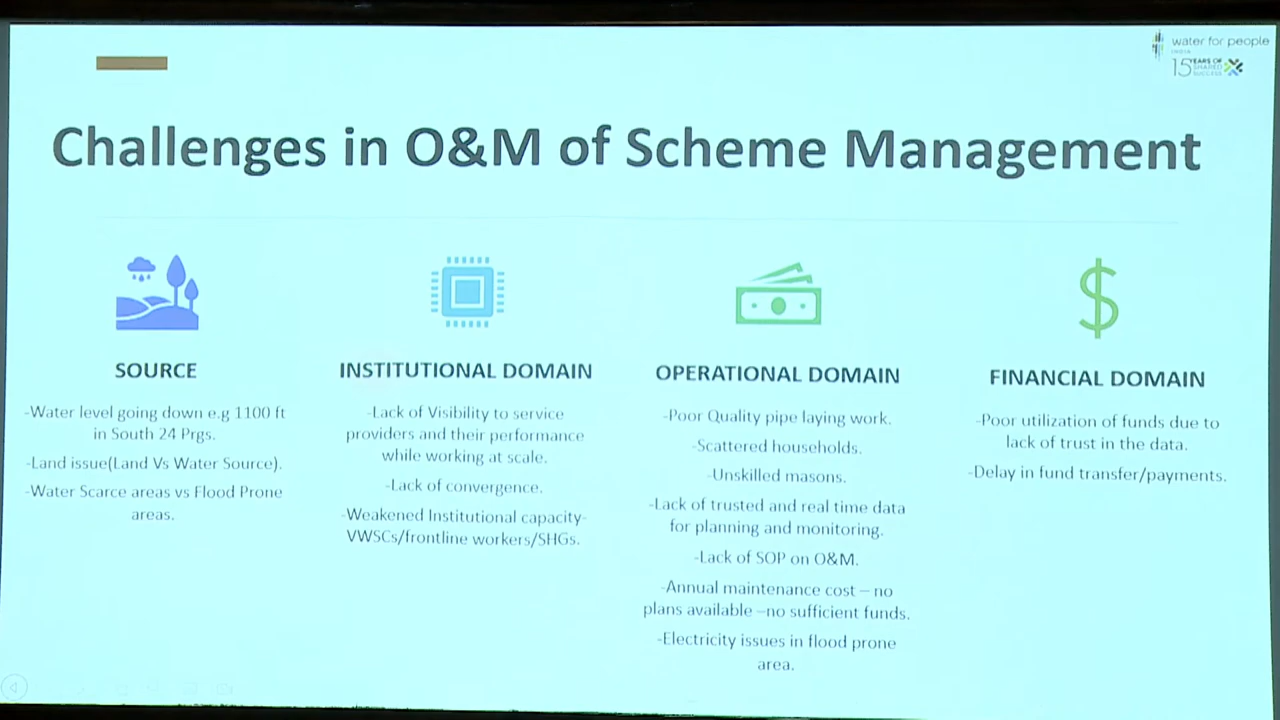 water for people
INDIA
15 YEARS OF
SHARED
SUCCESS
Challenges in O&M of Scheme Management
SOURCE
-Water level going down e.g 1100 ft
in South 24 Prgs.
-Land issue(Land Vs Water Source).
-Water Scarce areas vs Flood Prone
areas.
INSTITUTIONAL DOMAIN
-Lack of Visibility to service
providers and their performance
while working at scale.
-Lack of convergence.
-Weakened Institutional capacity-
VWSCs/frontline workers/SHGs.
OPERATIONAL DOMAIN
-Poor Quality pipe laying work.
-Scattered households.
-Unskilled masons.
-Lack of trusted and real time data
for planning and monitoring.
-Lack of SOP on O&M.
-Annual maintenance cost – no
plans available –no sufficient funds.
-Electricity issues in flood prone
area.
FINANCIAL DOMAIN
-Poor utilization of funds due to
lack of trust in the data.
-Delay in fund transfer/payments.